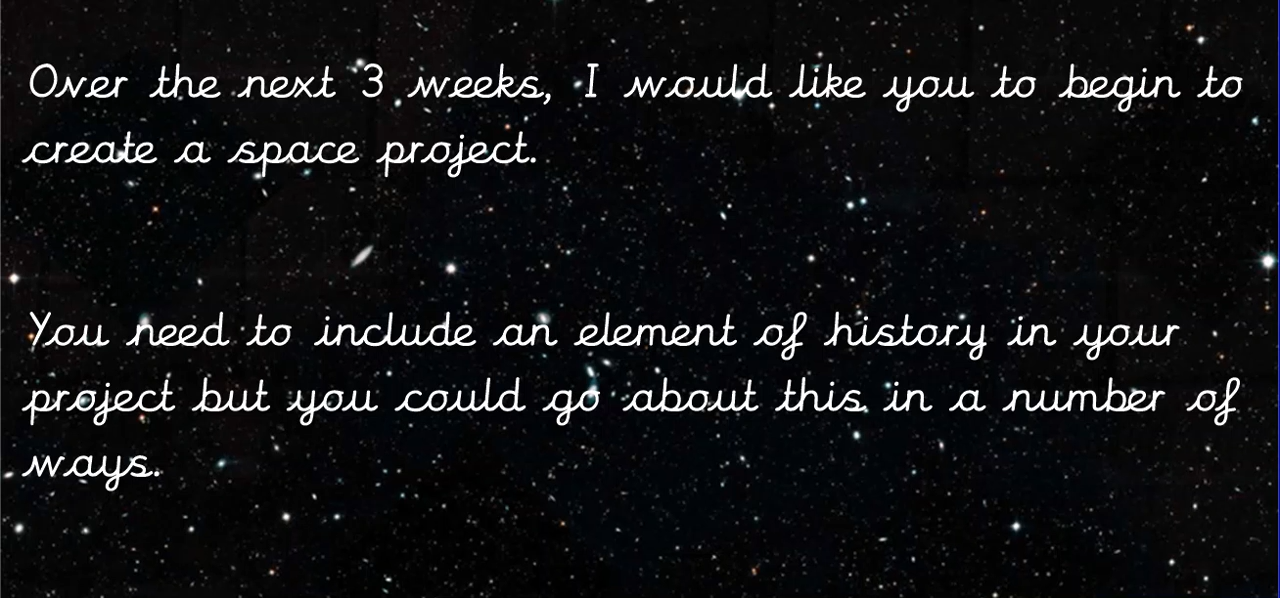 Over the next 3 weeks, I would like you to begin to
create a space project.
You need to include an element of history in your
project but you could go about this in a number of
ways.